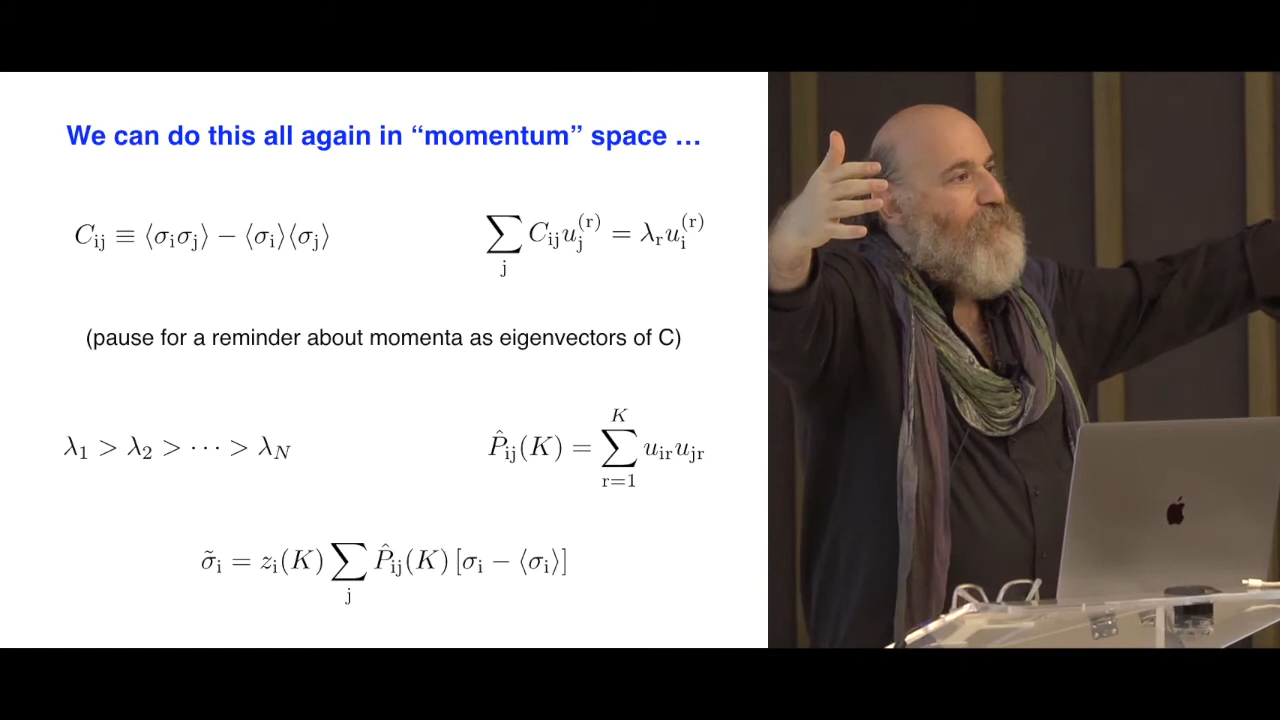 We can do this all again in “momentum” space …
C_ij ≡ ⟨σ_iσ_j⟩ − ⟨σ_i⟩⟨σ_j⟩
∑_j C_ij u_j^(r) = λ_r u_i^(r)
(pause for a reminder about momenta as eigenvectors of C)
λ_1 > λ_2 > ⋯ > λ_N
P̂_ij(K) = ∑_{r=1}^{K} u_ir u_jr
σ̃_i = z_i(K) ∑_j P̂_ij(K) [σ_i − ⟨σ_i⟩]